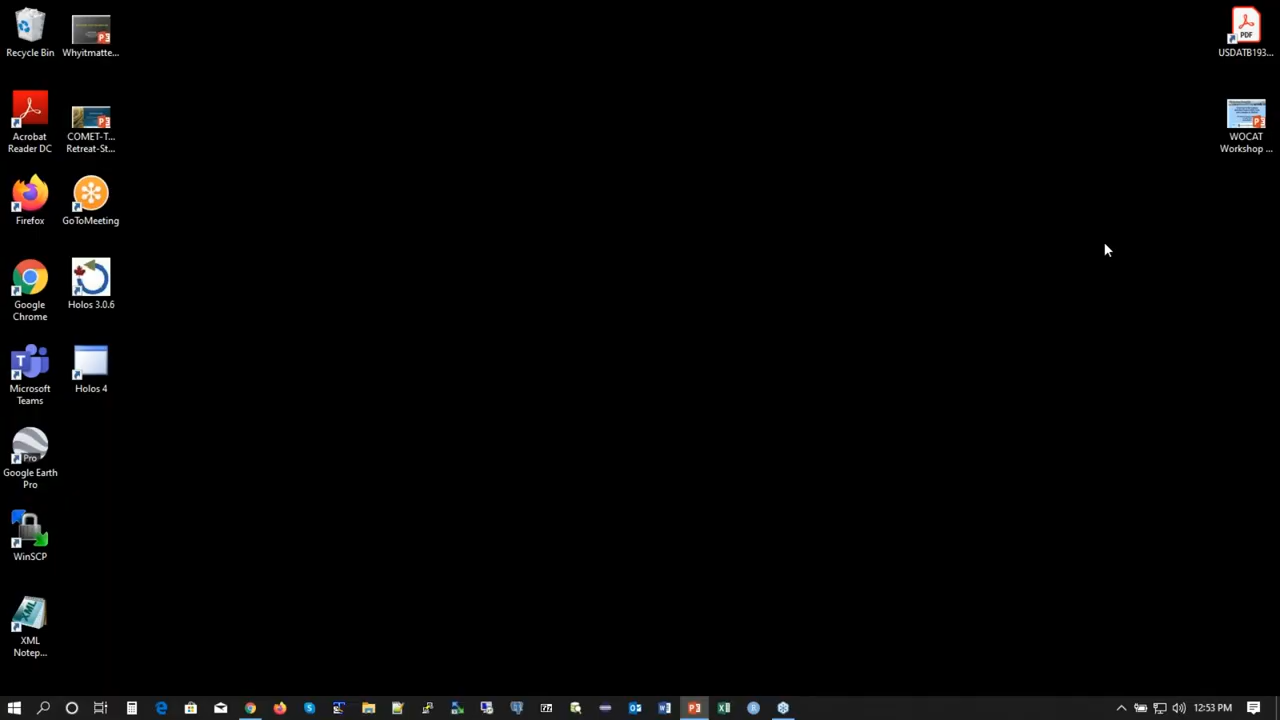 Recycle Bin
Whyitmatte...
USDATB193...
Acrobat
Reader DC
COMET-T...
Retreat-St...
WOCAT
Workshop ...
Firefox
GoToMeeting
Google
Chrome
Holos 3.0.6
Microsoft
Teams
Holos 4
Google Earth
Pro
WinSCP
XML
Notep...
12:53 PM